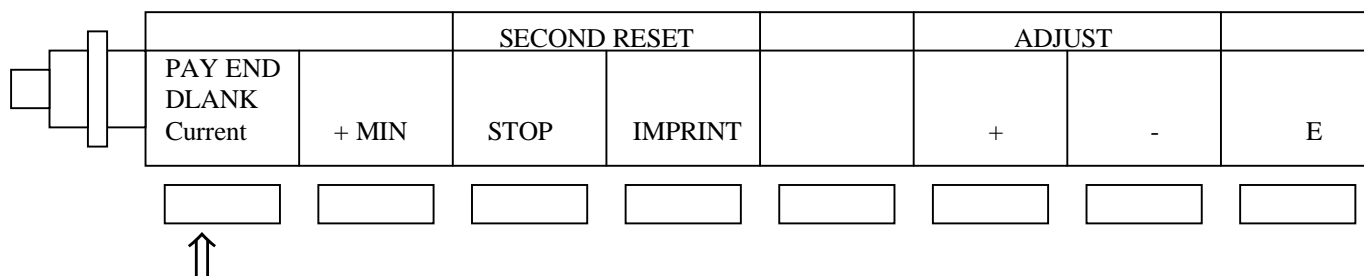 SECOND RESET
ADJUST
PAY END
DLANK
Current
+ MIN
STOP
IMPRINT
+
-
E